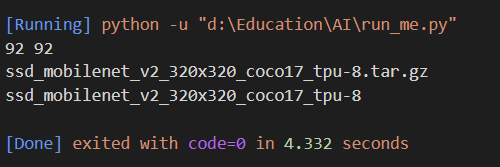 [Running] python -u "d:\Education\AI\run_me.py"
92 92
ssd_mobilenet_v2_320x320_coco17_tpu-8.tar.gz
ssd_mobilenet_v2_320x320_coco17_tpu-8
[Done] exited with code=0 in 4.332 seconds